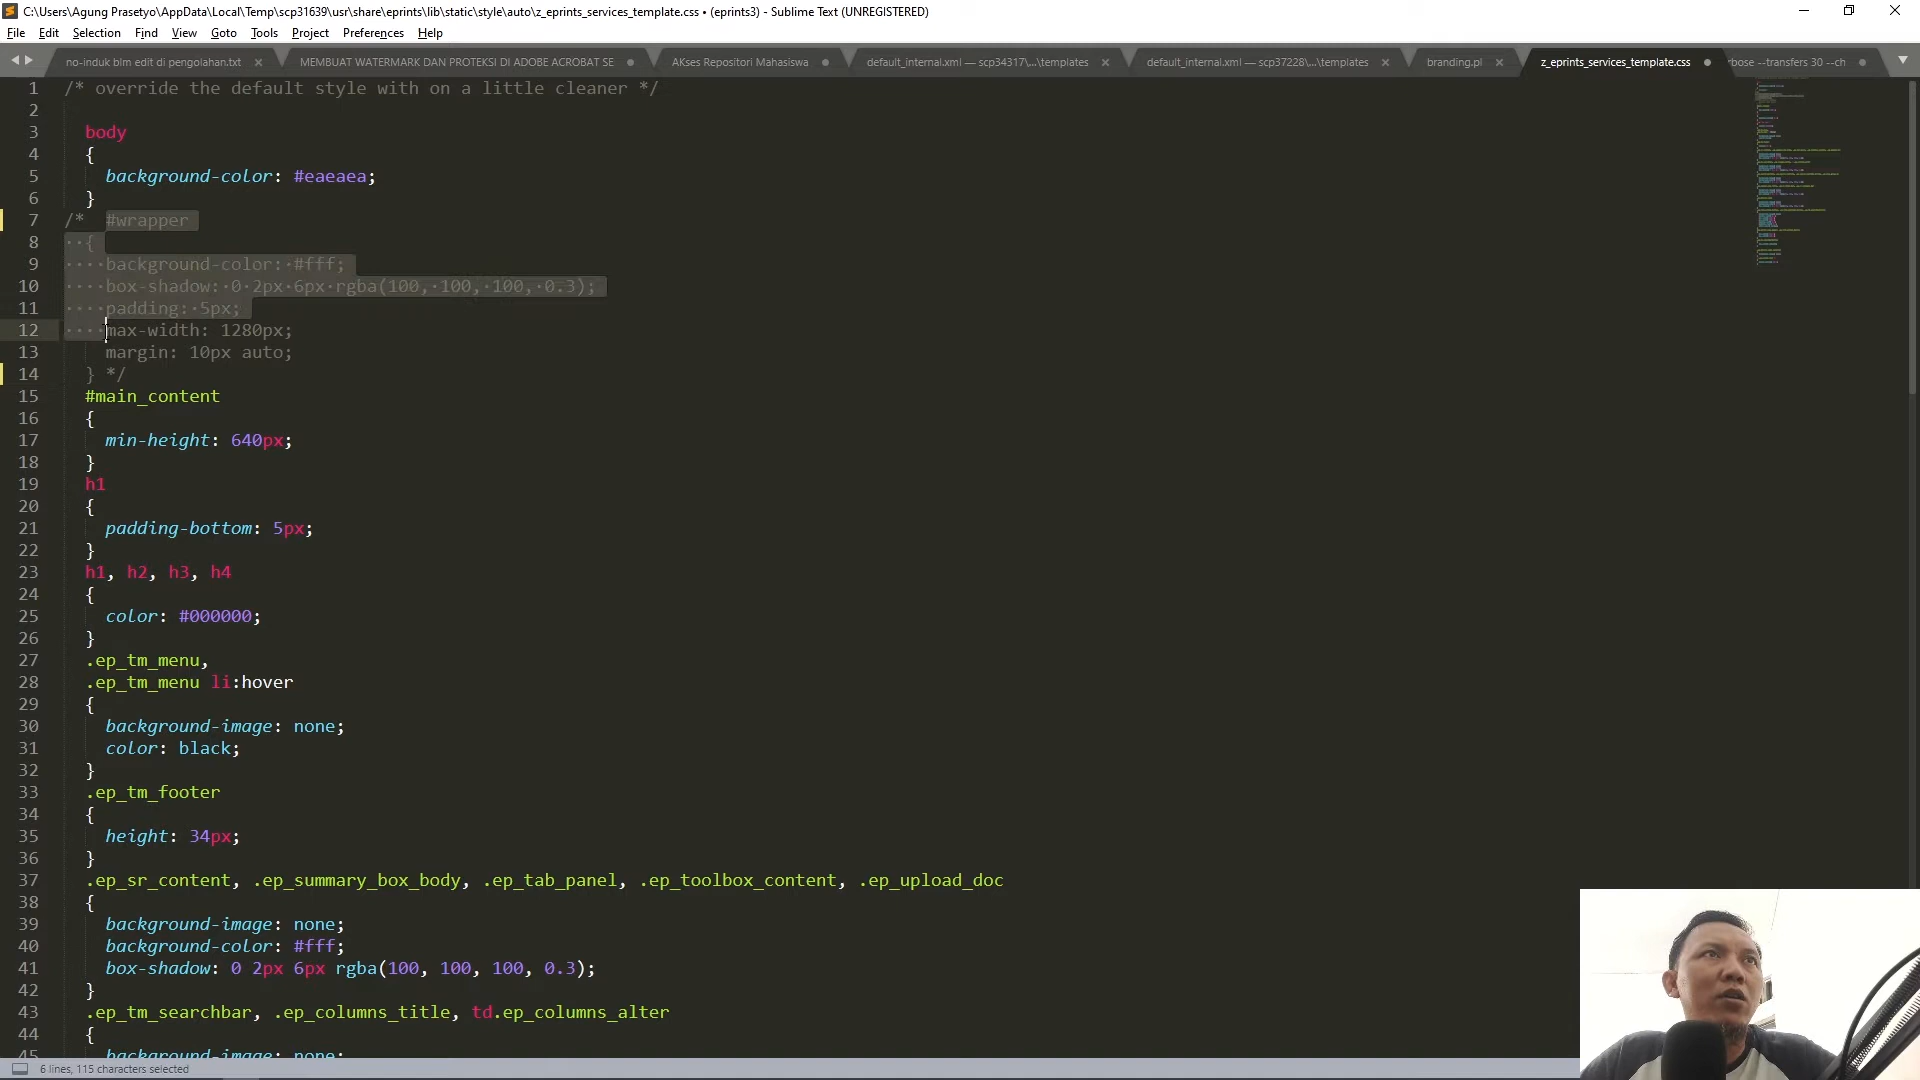 C:\Users\Agung Prasetyo\AppData\Local\Temp\scp31639\usr\share\eprints\lib\static\style\auto\z_eprints_services_template.css • (eprints3) - Sublime Text (UNREGISTERED)
File Edit Selection Find View Goto Tools Project Preferences Help
no-induk blm edit di pengolahan.txt MEMBUAT WATERMARK DAN PROTEKSI DI ADOBE ACROBAT SE AKses Repositori Mahasiswa default_internal.xml — scp34317\...\templates default_internal.xml — scp37228\...\templates branding.pl z_eprints_services_template.css rbose --transfers 30 --ch
1 /* override the default style with on a little cleaner */
2
3 body
4 {
5 background-color: #eaeaea;
6 }
7 /* #wrapper
8 {
9 background-color: #fff;
10 box-shadow: 0 2px 6px rgba(100, 100, 100, 0.3);
11 padding: 5px;
12 max-width: 1280px;
13 margin: 10px auto;
14 } */
15 #main_content
16 {
17 min-height: 640px;
18 }
19 h1
20 {
21 padding-bottom: 5px;
22 }
23 h1, h2, h3, h4
24 {
25 color: #000000;
26 }
27 .ep_tm_menu,
28 .ep_tm_menu li:hover
29 {
30 background-image: none;
31 color: black;
32 }
33 .ep_tm_footer
34 {
35 height: 34px;
36 }
37 .ep_sr_content, .ep_summary_box_body, .ep_tab_panel, .ep_toolbox_content, .ep_upload_doc
38 {
39 background-image: none;
40 background-color: #fff;
41 box-shadow: 0 2px 6px rgba(100, 100, 100, 0.3);
42 }
43 .ep_tm_searchbar, .ep_columns_title, td.ep_columns_alter
44 {
45 background-image: none;
6 lines, 115 characters selected